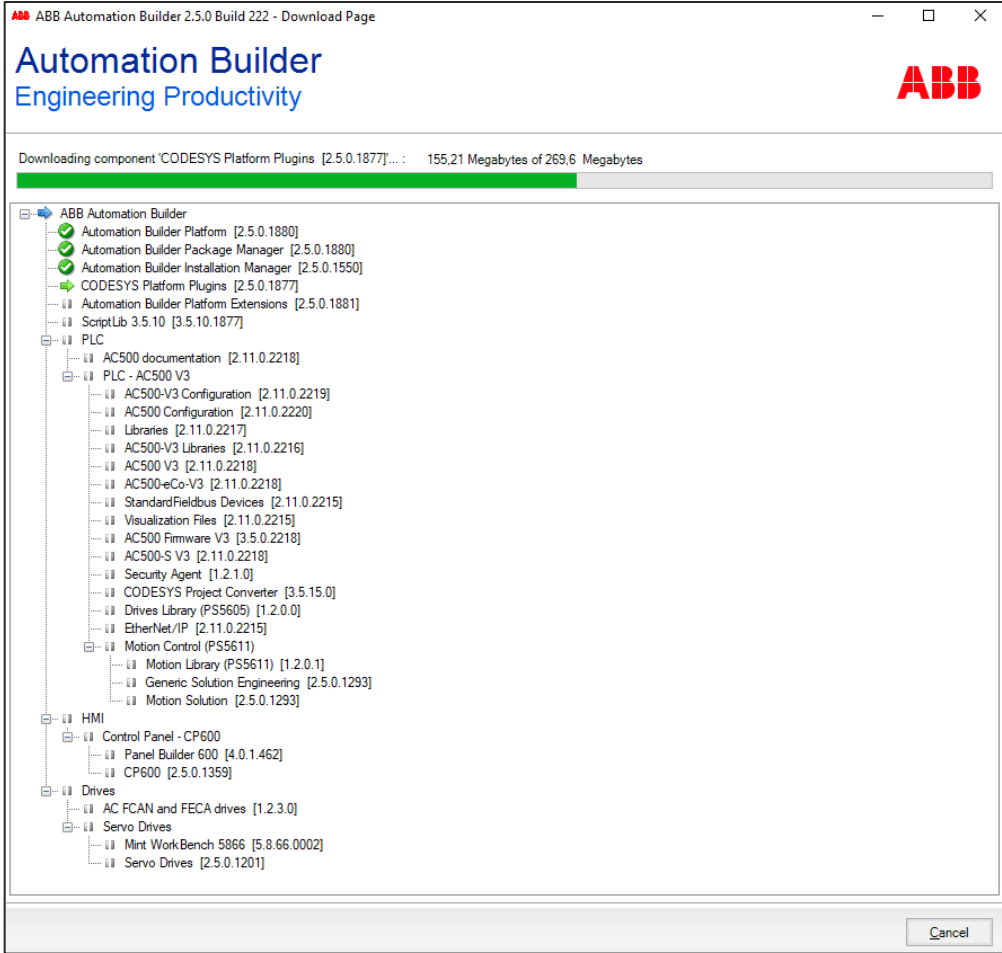 ABB ABB Automation Builder 2.5.0 Build 222 - Download Page
Automation Builder
Engineering Productivity
ABB
Downloading component 'CODESYS Platform Plugins [2.5.0.1877]'... : 155,21 Megabytes of 269,6 Megabytes
ABB Automation Builder
Automation Builder Platform [2.5.0.1880]
Automation Builder Package Manager [2.5.0.1880]
Automation Builder Installation Manager [2.5.0.1550]
CODESYS Platform Plugins [2.5.0.1877]
Automation Builder Platform Extensions [2.5.0.1881]
ScriptLib 3.5.10 [3.5.10.1877]
PLC
AC500 documentation [2.11.0.2218]
PLC - AC500 V3
AC500-V3 Configuration [2.11.0.2219]
AC500 Configuration [2.11.0.2220]
Libraries [2.11.0.2217]
AC500-V3 Libraries [2.11.0.2216]
AC500 V3 [2.11.0.2218]
AC500-eCo-V3 [2.11.0.2218]
StandardFieldbus Devices [2.11.0.2215]
Visualization Files [2.11.0.2215]
AC500 Firmware V3 [3.5.0.2218]
AC500-S V3 [2.11.0.2218]
Security Agent [1.2.1.0]
CODESYS Project Converter [3.5.15.0]
Drives Library (PS5605) [1.2.0.0]
EtherNet/IP [2.11.0.2215]
Motion Control (PS5611)
Motion Library (PS5611) [1.2.0.1]
Generic Solution Engineering [2.5.0.1293]
Motion Solution [2.5.0.1293]
HMI
Control Panel - CP600
Panel Builder 600 [4.0.1.462]
CP600 [2.5.0.1359]
Drives
AC FCAN and FECA drives [1.2.3.0]
Servo Drives
Mint WorkBench 5866 [5.8.66.0002]
Servo Drives [2.5.0.1201]
Cancel